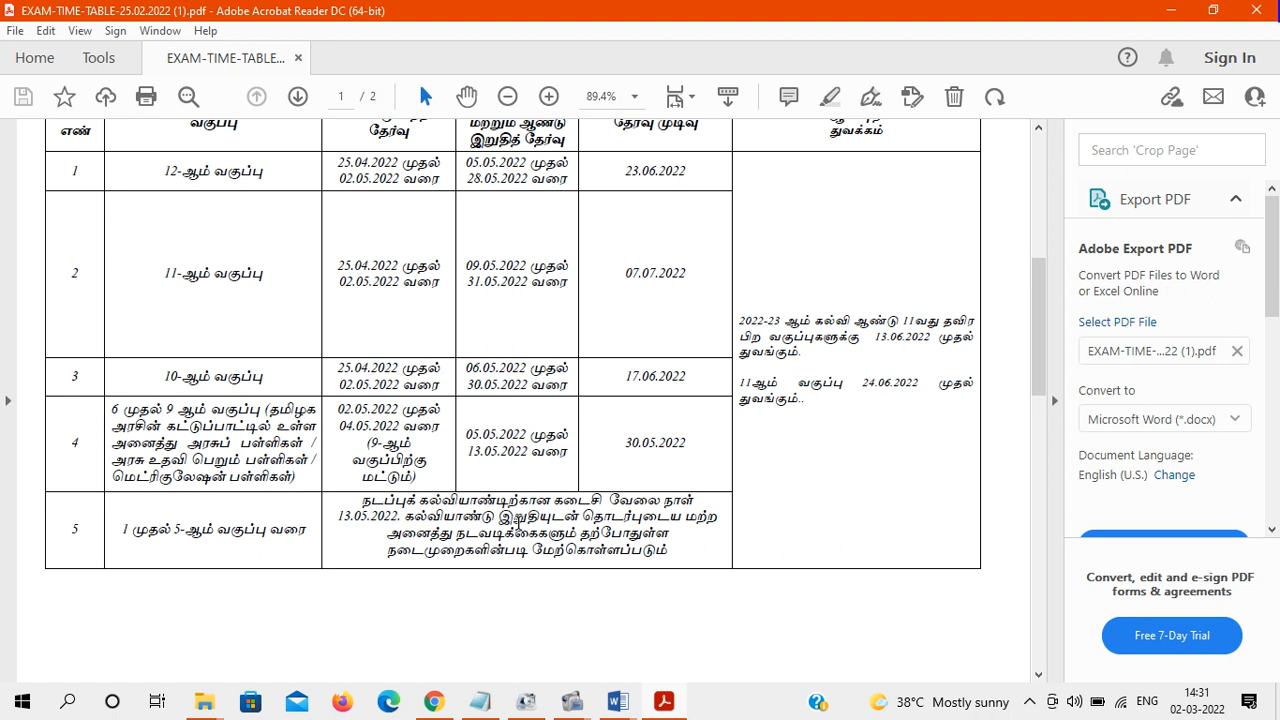 EXAM-TIME-TABLE-25.02.2022 (1).pdf - Adobe Acrobat Reader DC (64-bit)
File Edit View Sign Window Help
Home Tools EXAM-TIME-TABLE... × Sign In
1 / 2 89.4%
எண்
வகுப்பு
தேர்வு
மற்றும் ஆண்டு
இறுதித் தேர்வு
தேர்வு முடிவு
துவக்கம்
1
12-ஆம் வகுப்பு
25.04.2022 முதல்
02.05.2022 வரை
05.05.2022 முதல்
28.05.2022 வரை
23.06.2022
2
11-ஆம் வகுப்பு
25.04.2022 முதல்
02.05.2022 வரை
09.05.2022 முதல்
31.05.2022 வரை
07.07.2022
3
10-ஆம் வகுப்பு
25.04.2022 முதல்
02.05.2022 வரை
06.05.2022 முதல்
30.05.2022 வரை
17.06.2022
4
6 முதல் 9 ஆம் வகுப்பு (தமிழக
அரசின் கட்டுப்பாட்டில் உள்ள
அனைத்து அரசுப் பள்ளிகள் /
அரசு உதவி பெறும் பள்ளிகள் /
மெட்ரிகுலேஷன் பள்ளிகள்)
02.05.2022 முதல்
04.05.2022 வரை
(9-ஆம்
வகுப்பிற்கு
மட்டும்)
05.05.2022 முதல்
13.05.2022 வரை
30.05.2022
5
1 முதல் 5-ஆம் வகுப்பு வரை
நடப்புக் கல்வியாண்டிற்கான கடைசி வேலை நாள்
13.05.2022. கல்வியாண்டு இறுதியுடன் தொடர்புடைய மற்ற
அனைத்து நடவடிக்கைகளும் தற்போதுள்ள
நடைமுறைகளின்படி மேற்கொள்ளப்படும்
2022-23 ஆம் கல்வி ஆண்டு 11வது தவிர
பிற வகுப்புகளுக்கு 13.06.2022 முதல்
துவங்கும்.
11ஆம் வகுப்பு 24.06.2022 முதல்
துவங்கும்..
Search 'Crop Page'
Export PDF
Adobe Export PDF
Convert PDF Files to Word
or Excel Online
Select PDF File
EXAM-TIME-...22 (1).pdf
Convert to
Microsoft Word (*.docx)
Document Language:
English (U.S.) Change
Convert, edit and e-sign PDF
forms & agreements
Free 7-Day Trial
38°C Mostly sunny
ENG
14:31
02-03-2022